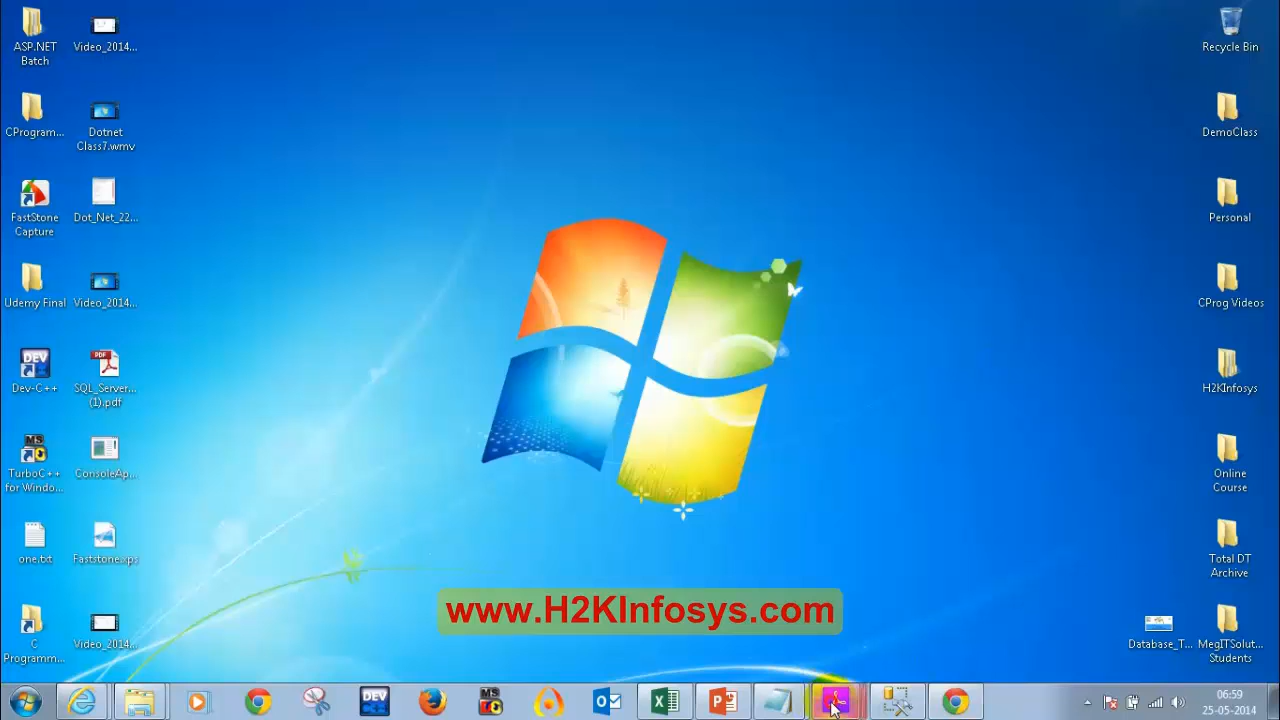 ASP.NET
Batch
Video_2014...
CProgram...
Dotnet
Class7.wmv
FastStone
Capture
Dot_Net_22...
Udemy Final
Video_2014...
Dev-C++
SQL_Server...
(1).pdf
TurboC++
for Windo...
ConsoleAp...
one.txt
Faststone.ips
C
Programm...
Video_2014...
Recycle Bin
DemoClass
Personal
CProg Videos
H2KInfosys
Online
Course
Total DT
Archive
Database_T...
MegITSolut...
Students
www.H2KInfosys.com
06:59
25-05-2014